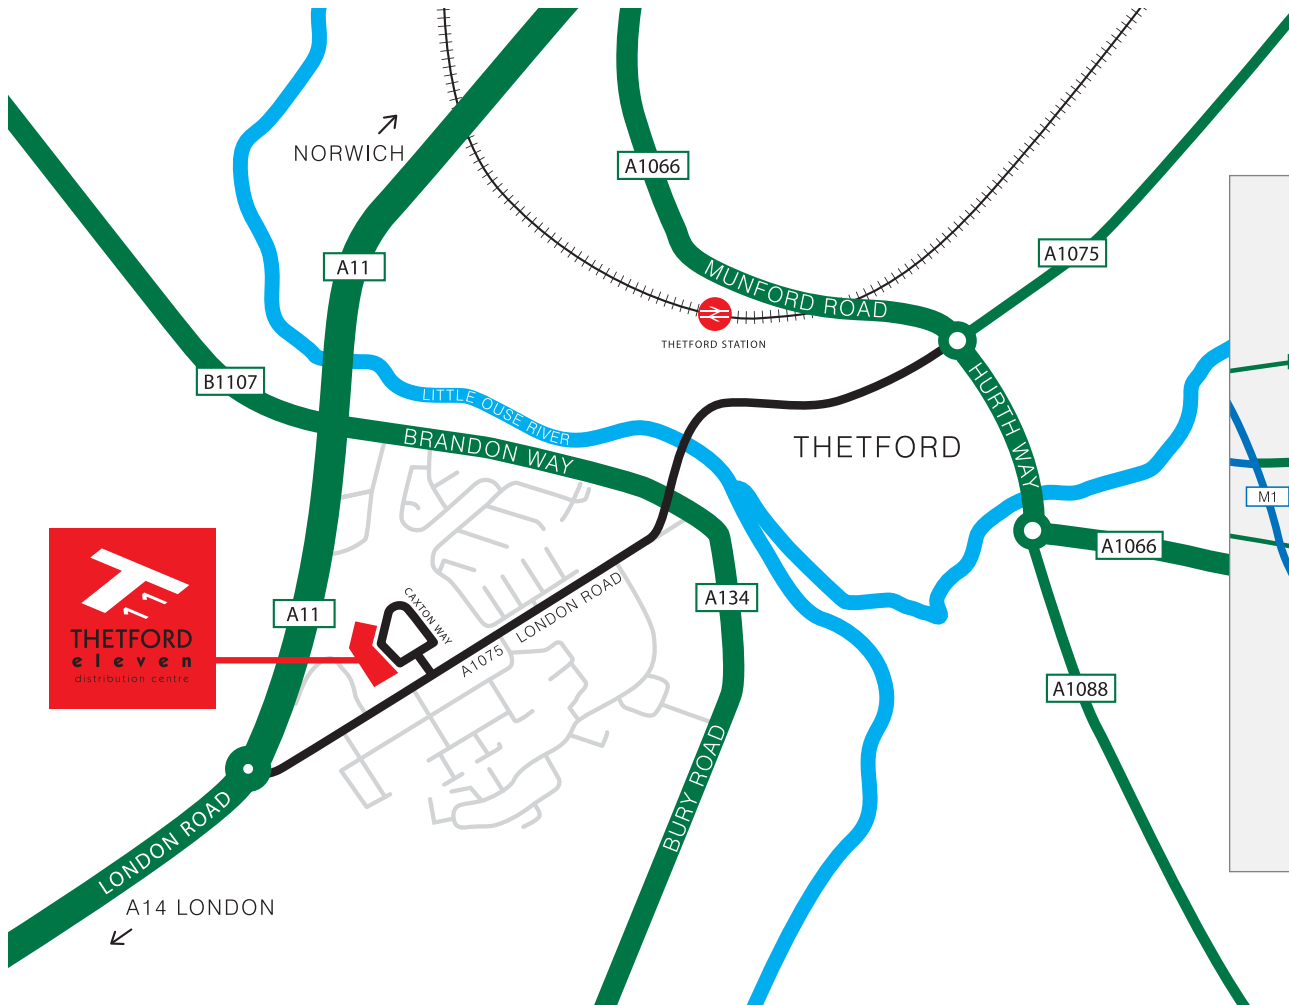 NORWICH
A1066
A11
A1075
MUNFORD ROAD
THETFORD STATION
B1107
LITTLE OUSE RIVER
HURTH WAY
BRANDON WAY
THETFORD
M1
A1066
THETFORD
eleven
distribution centre
11
A11
CAXTON WAY
A134
A1075 LONDON ROAD
A1088
BURY ROAD
LONDON ROAD
A14 LONDON